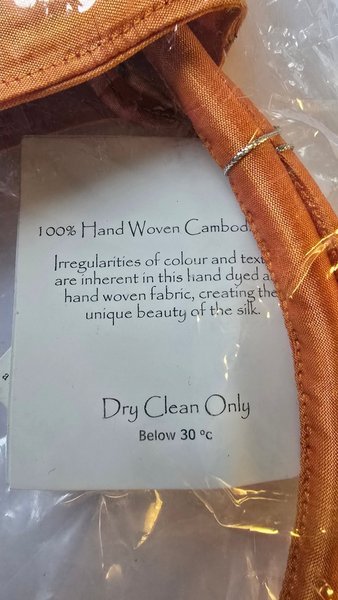 100% Hand Woven Cambod
Irregularities of colour and text
are inherent in this hand dyed a
hand woven fabric, creating the
unique beauty of the silk.
Dry Clean Only
Below 30 °c